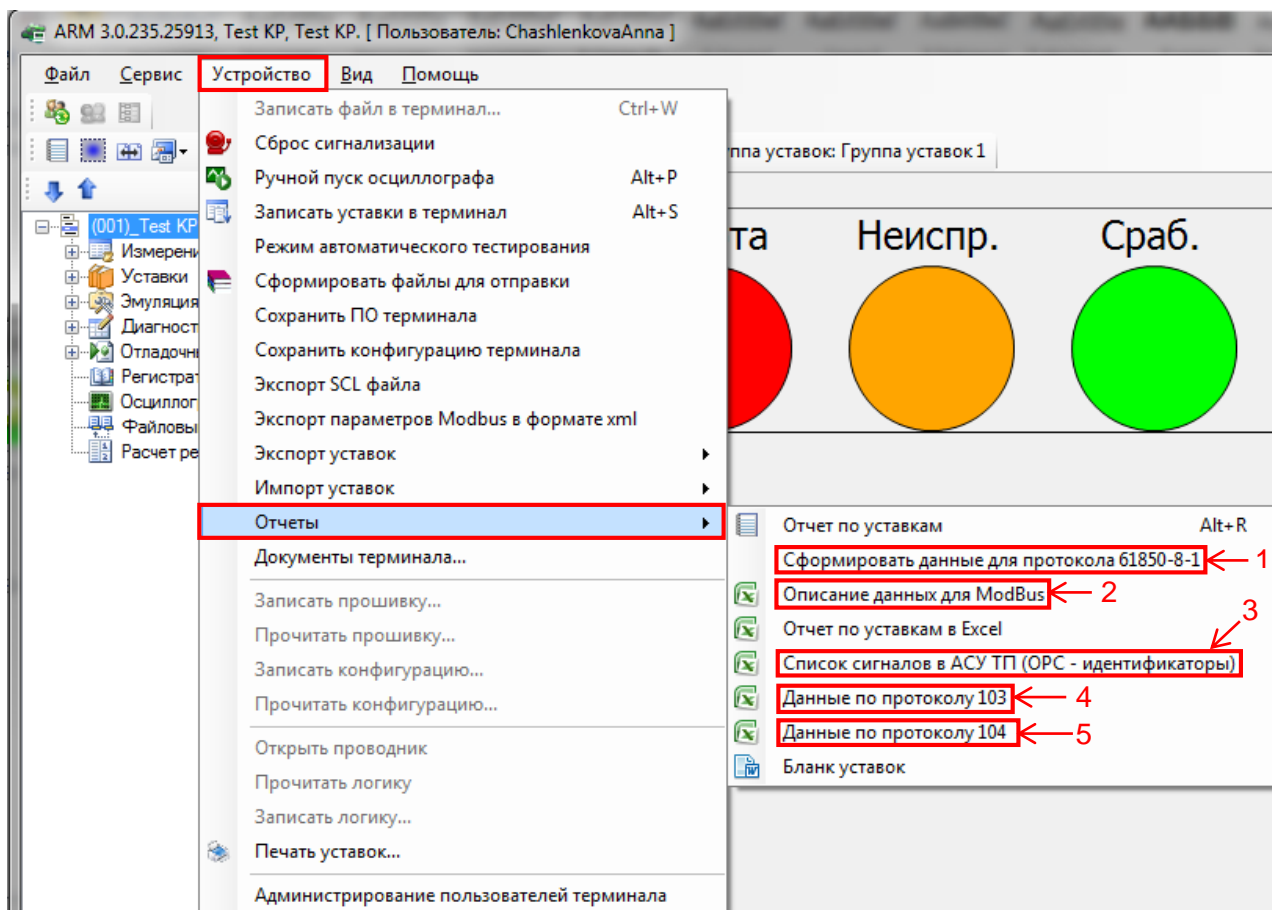 ARM 3.0.235.25913, Test KP, Test KP. [ Пользователь: ChashlenkovaAnna ]
Файл Сервис Устройство Вид Помощь
Записать файл в терминал... Ctrl+W
Сброс сигнализации
ппа уставок: Группа уставок 1
Ручной пуск осциллографа Alt+P
Записать уставки в терминал Alt+S
(001)_Test KP
та Неиспр. Сраб.
Режим автоматического тестирования
Измерени
Уставки
Сформировать файлы для отправки
Эмуляция
Сохранить ПО терминала
Диагност
Сохранить конфигурацию терминала
Отладочн
Регистрат
Экспорт SCL файла
Осциллог
Экспорт параметров Modbus в формате xml
Файловы
Расчет ре
Экспорт уставок
Импорт уставок
Отчеты
Отчет по уставкам Alt+R
Документы терминала...
Сформировать данные для протокола 61850-8-1 1
Записать прошивку...
Описание данных для ModBus 2
3
Прочитать прошивку...
Отчет по уставкам в Excel
Записать конфигурацию...
Список сигналов в АСУ ТП (ОРС - идентификаторы)
Прочитать конфигурацию...
Данные по протоколу 103 4
Данные по протоколу 104 5
Открыть проводник
Бланк уставок
Прочитать логику
Записать логику...
Печать уставок...
Администрирование пользователей терминала